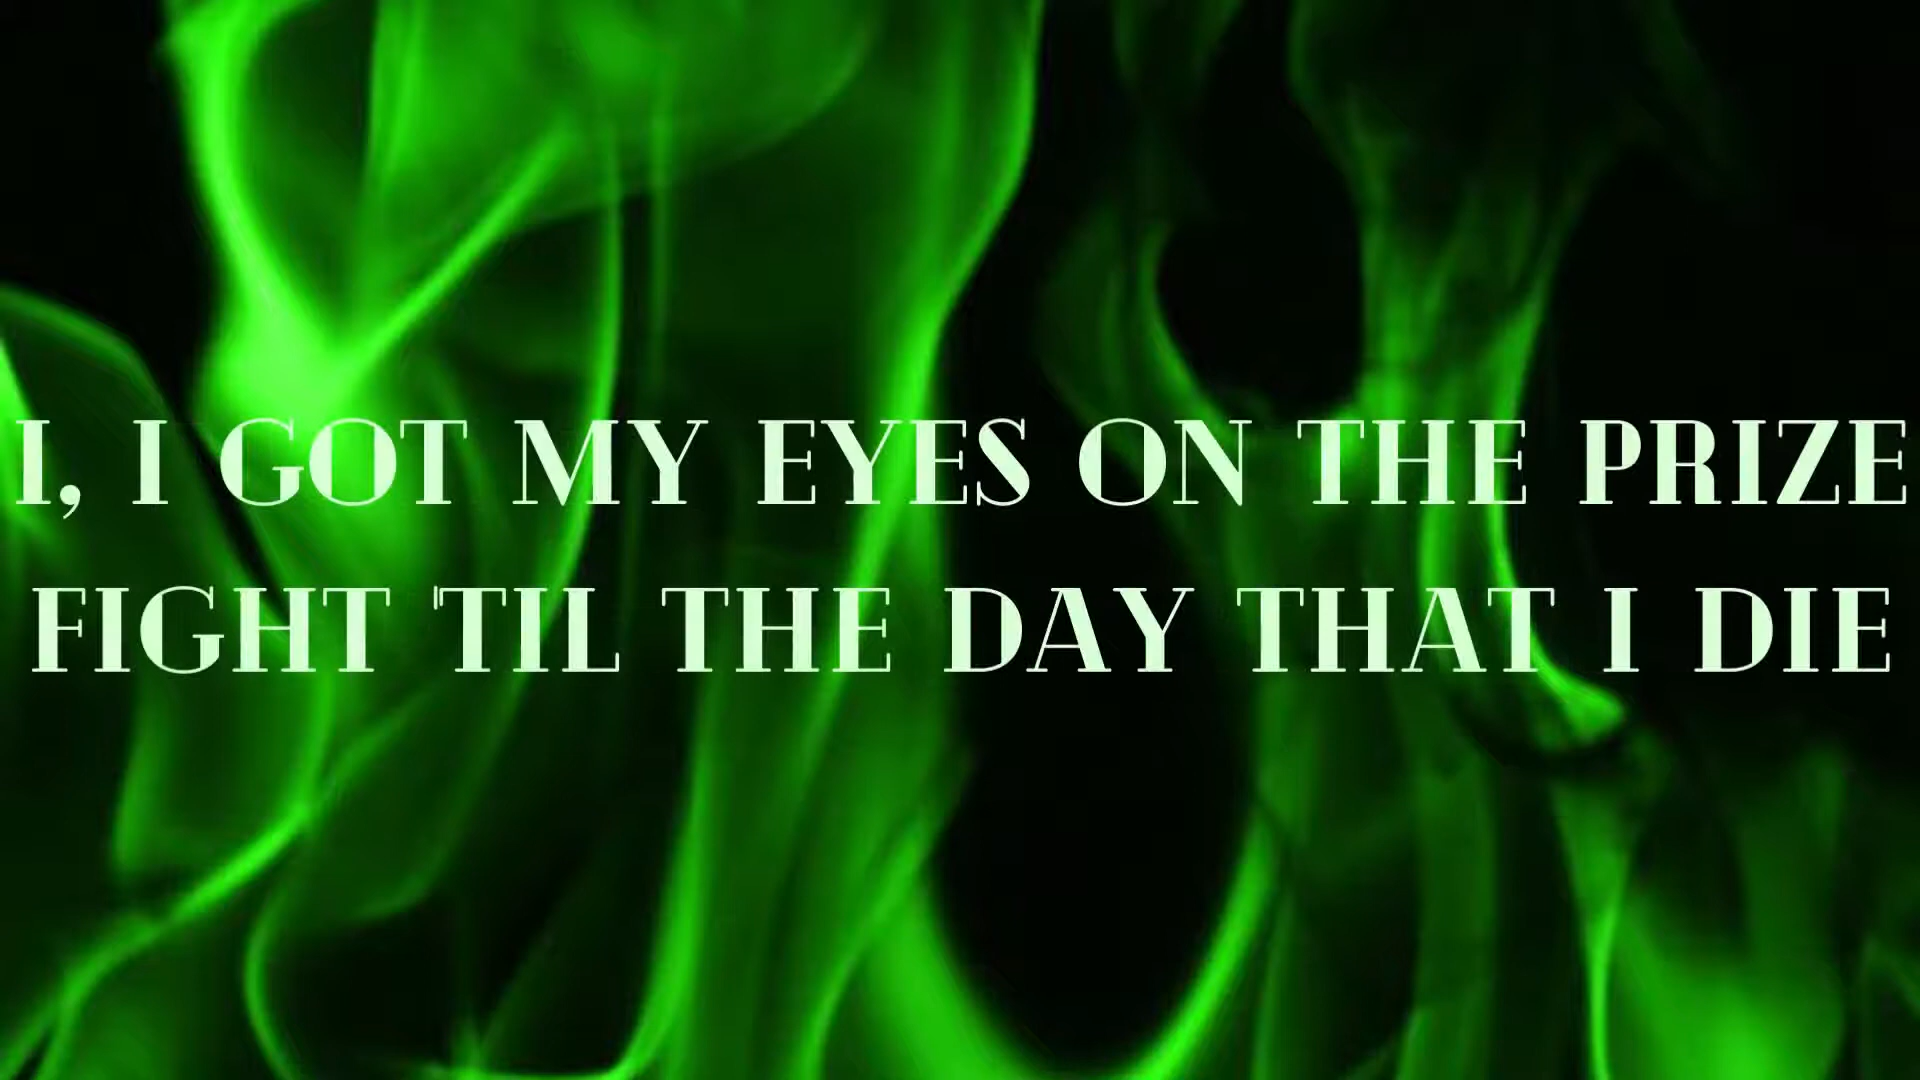 I, I GOT MY EYES ON THE PRIZE
FIGHT 'TIL THE DAY THAT I DIE